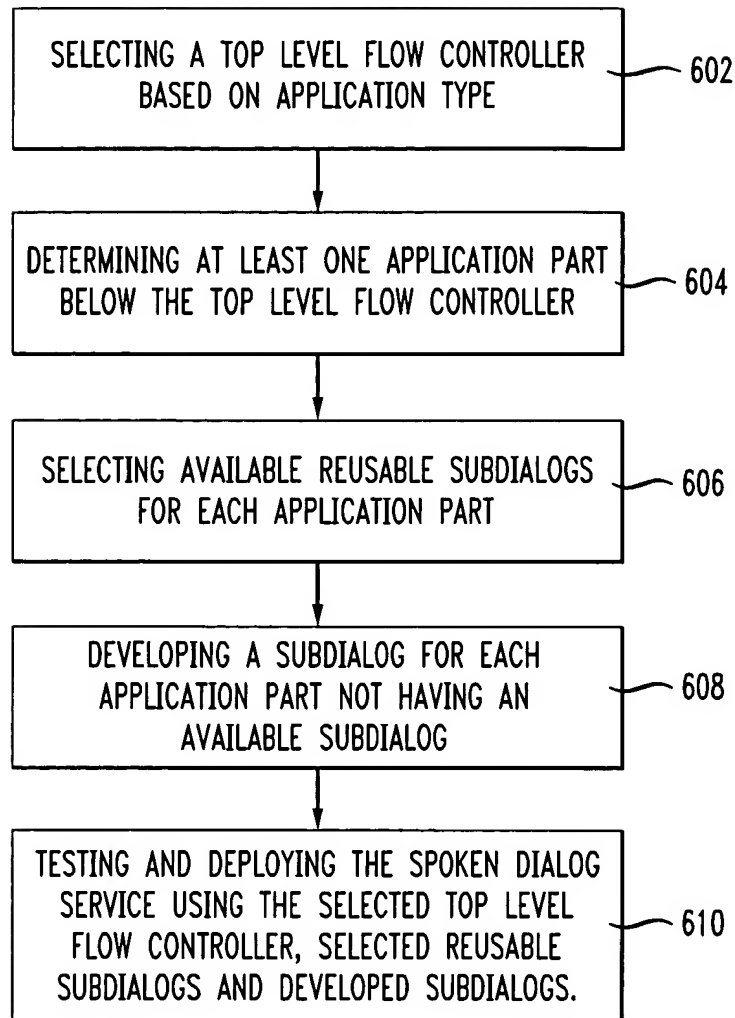 SELECTING A TOP LEVEL FLOW CONTROLLER
BASED ON APPLICATION TYPE
602
DETERMINING AT LEAST ONE APPLICATION PART
BELOW THE TOP LEVEL FLOW CONTROLLER
604
SELECTING AVAILABLE REUSABLE SUBDIALOGS
FOR EACH APPLICATION PART
606
DEVELOPING A SUBDIALOG FOR EACH
APPLICATION PART NOT HAVING AN
AVAILABLE SUBDIALOG
608
TESTING AND DEPLOYING THE SPOKEN DIALOG
SERVICE USING THE SELECTED TOP LEVEL
FLOW CONTROLLER, SELECTED REUSABLE
SUBDIALOGS AND DEVELOPED SUBDIALOGS.
610